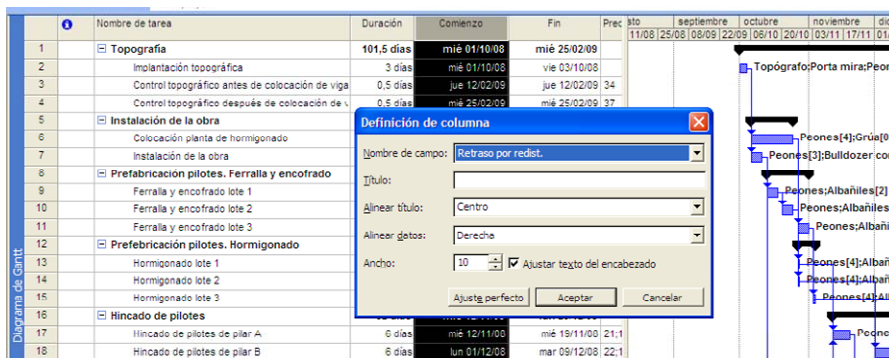 Nombre de tarea Duración Comienzo Fin Prec sto septiembre octubre noviembre dic
11/08 25/08 08/09 22/09 06/10 20/10 03/11 17/11 01
1 Topografía 101,5 días mié 01/10/08 mié 25/02/09
2 Implantación topográfica 3 días mié 01/10/08 vie 03/10/08 Topógrafo;Porta mira;Peon
3 Control topográfico antes de colocación de viga 0,5 días jue 12/02/09 jue 12/02/09 34
4 Control topográfico después de colocación de v 0,5 días mié 25/02/09 mié 25/02/09 37
5 Instalación de la obra
6 Colocación planta de hormigonado Peones[4];Grúa[0
7 Instalación de la obra Peones[3];Bulldozer co
8 Prefabricación pilotes. Ferralla y encofrado
9 Ferralla y encofrado lote 1 Peones;Albañiles[2]
10 Ferralla y encofrado lote 2 Peones;Albañiles
11 Ferralla y encofrado lote 3 Peones;Albañi
12 Prefebricación pilotes. Hormigonado
13 Hormigonado lote 1 Peones[4];Albañ
14 Hormigonado lote 2 Peones[4];Albañ
15 Hormigonado lote 3 Peones[4];Alb
16 Hincado de pilotes
17 Hincado de pilotes de pilar A 6 días mié 12/11/08 mié 19/11/08 21;1 Peone
18 Hincado de pilotes de pilar B 6 días lun 01/12/08 mar 09/12/08 22;1
Diagrama de Gantt
Definición de columna
Nombre de campo: Retraso por redist.
Título:
Alinear título: Centro
Alinear datos: Derecha
Ancho: 10 Ajustar texto del encabezado
Ajuste perfecto Aceptar Cancelar